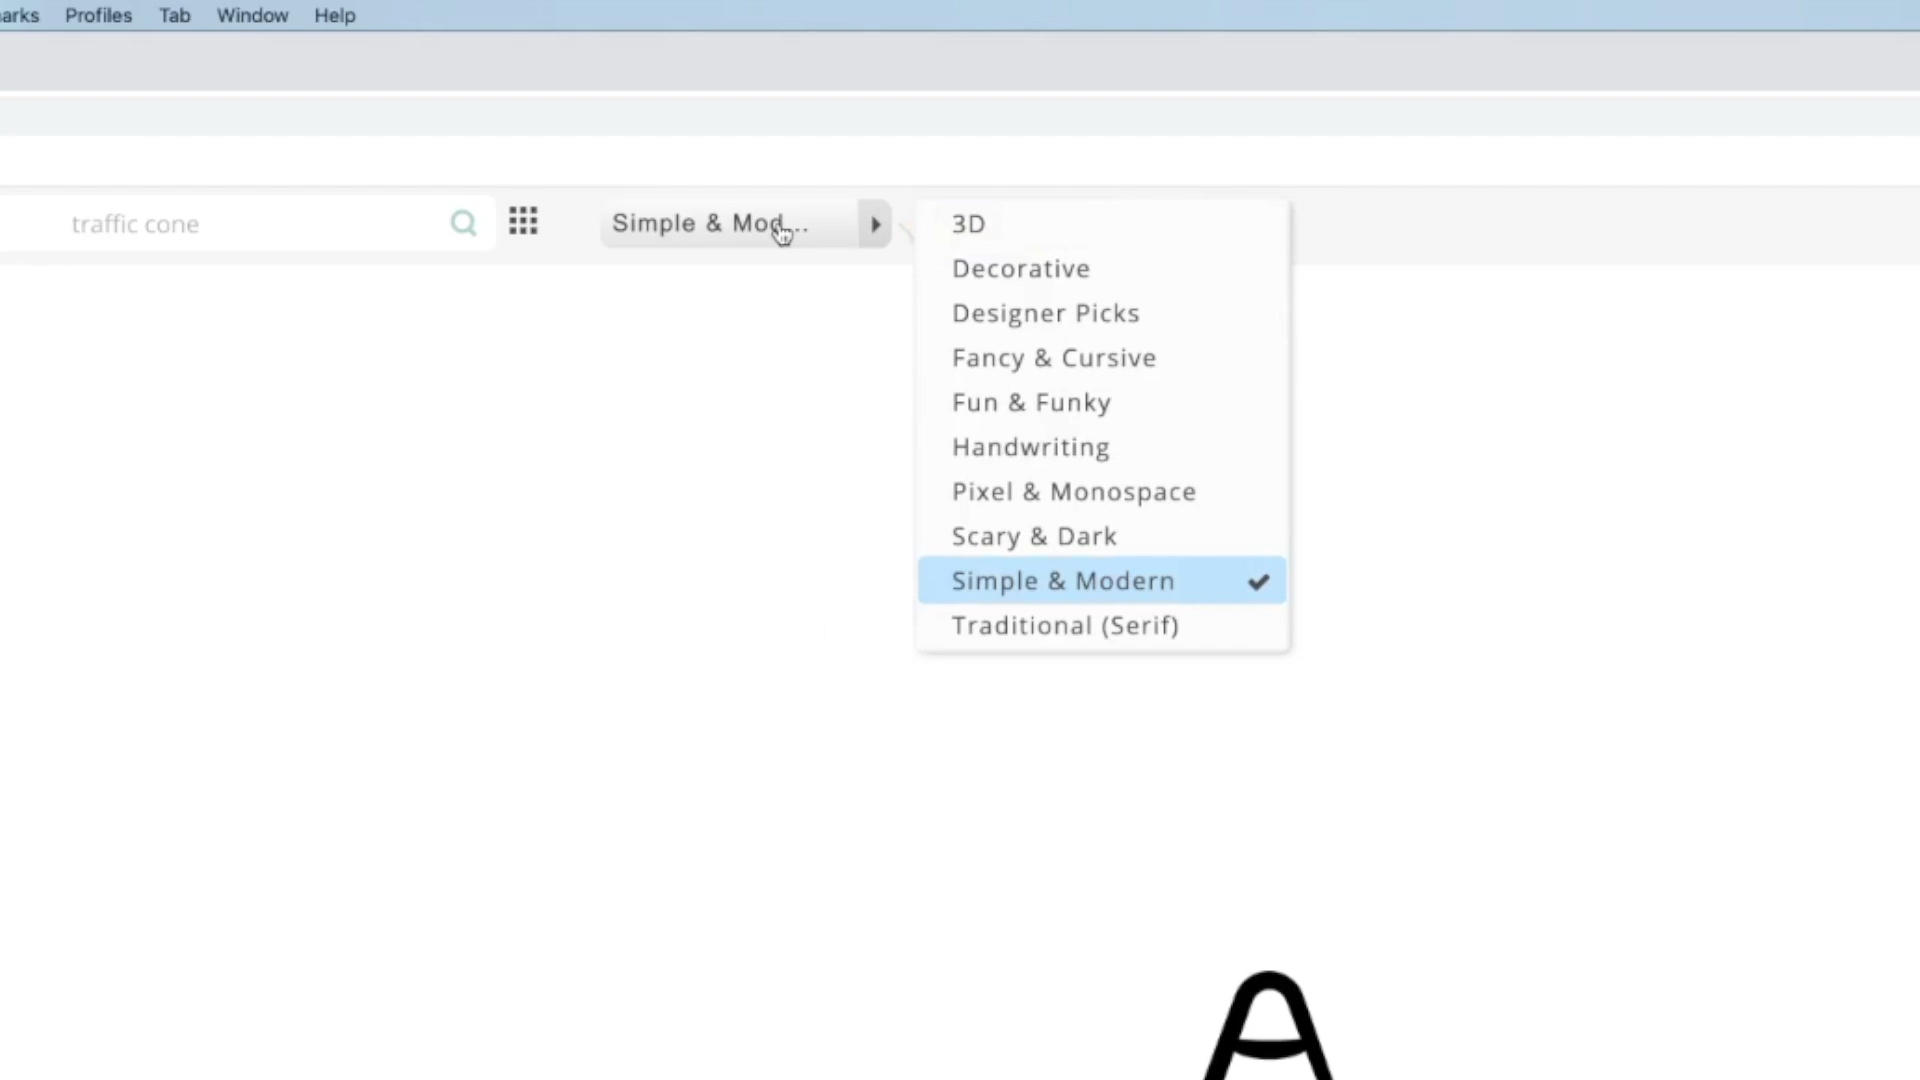 arks Profiles Tab Window Help
traffic cone
Simple & Mod...
3D
Decorative
Designer Picks
Fancy & Cursive
Fun & Funky
Handwriting
Pixel & Monospace
Scary & Dark
Simple & Modern
Traditional (Serif)